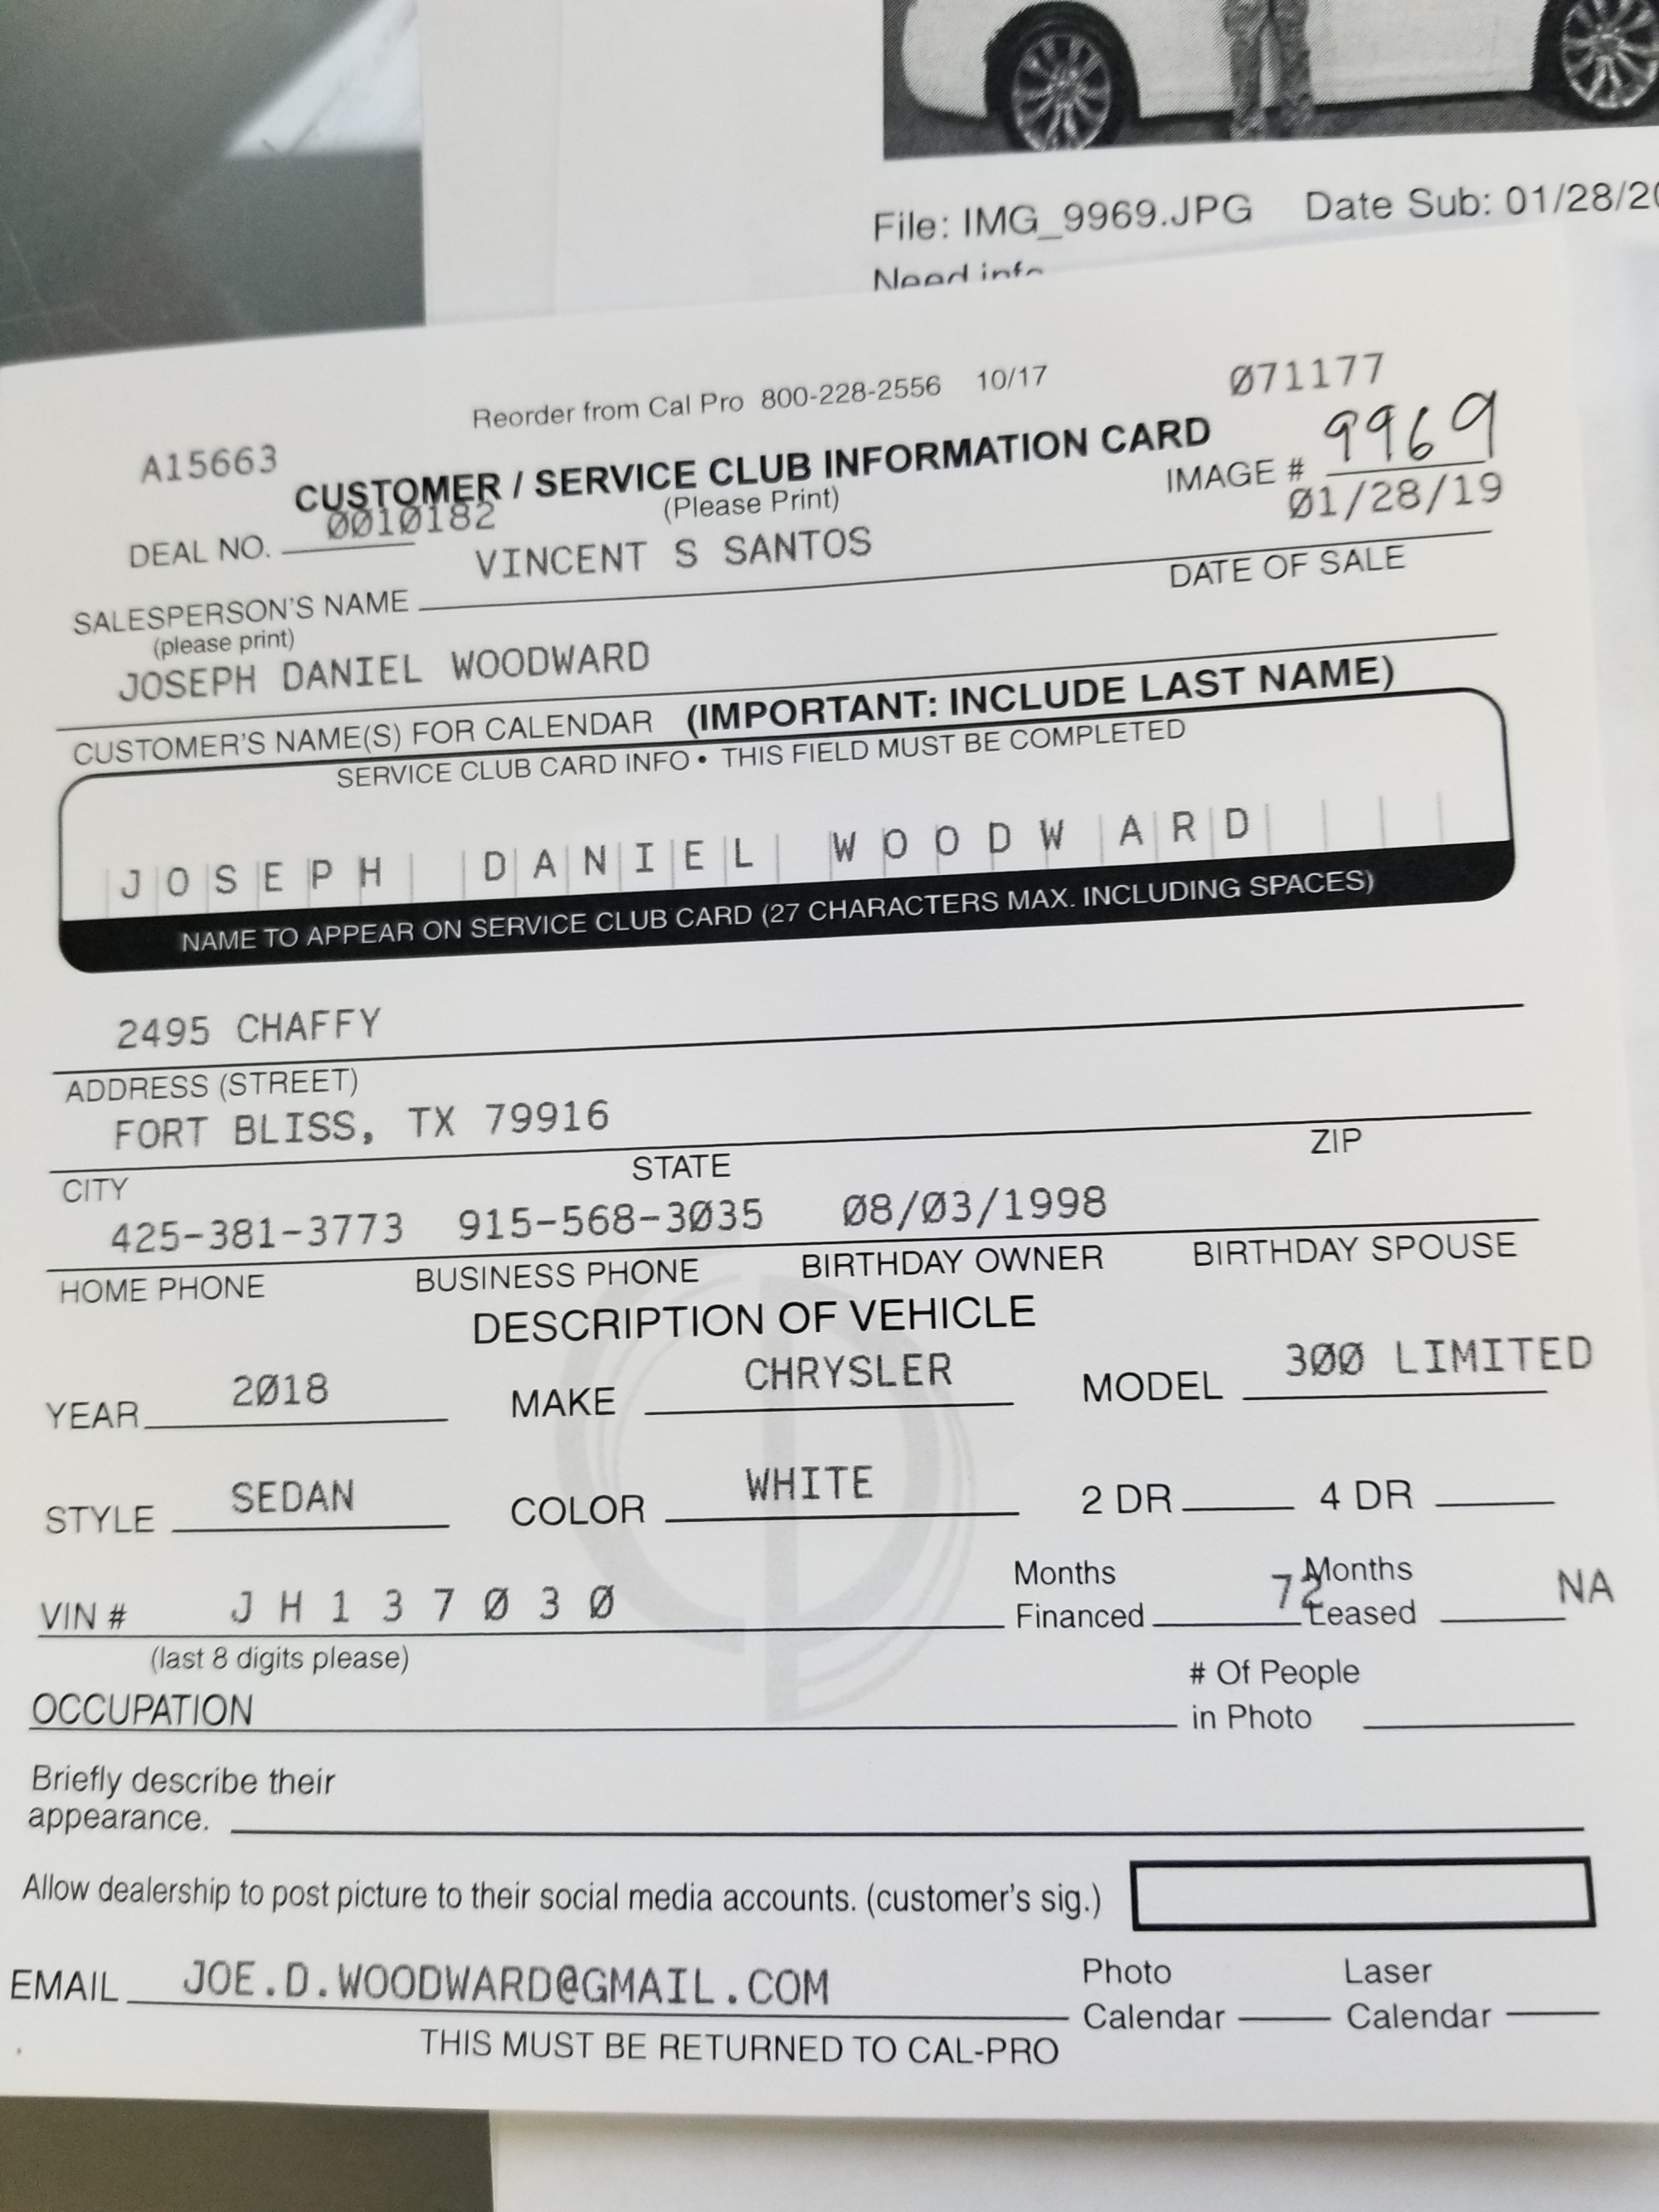 File: IMG_9969.JPG Date Sub: 01/28/20
Need info
Reorder from Cal Pro 800-228-2556 10/17
Ø71177
A15663
CUSTOMER / SERVICE CLUB INFORMATION CARD
IMAGE # 9969
(Please Print)
DEAL NO. ØØ1Ø182
Ø1/28/19
DATE OF SALE
SALESPERSON'S NAME VINCENT S SANTOS
(please print)
JOSEPH DANIEL WOODWARD
CUSTOMER'S NAME(S) FOR CALENDAR (IMPORTANT: INCLUDE LAST NAME)
SERVICE CLUB CARD INFO • THIS FIELD MUST BE COMPLETED
JOSEPH DANIEL WOODWARD
NAME TO APPEAR ON SERVICE CLUB CARD (27 CHARACTERS MAX. INCLUDING SPACES)
2495 CHAFFY
ADDRESS (STREET)
FORT BLISS, TX 79916
CITY STATE ZIP
425-381-3773 915-568-3Ø35 Ø8/Ø3/1998
HOME PHONE BUSINESS PHONE BIRTHDAY OWNER BIRTHDAY SPOUSE
DESCRIPTION OF VEHICLE
YEAR 2Ø18 MAKE CHRYSLER MODEL 3ØØ LIMITED
STYLE SEDAN COLOR WHITE 2 DR 4 DR
VIN # J H 1 3 7 Ø 3 Ø Months Financed 72 Months Leased NA
(last 8 digits please)
OCCUPATION # Of People in Photo
Briefly describe their
appearance.
Allow dealership to post picture to their social media accounts. (customer's sig.)
EMAIL JOE.D.WOODWARD@GMAIL.COM Photo Calendar Laser Calendar
THIS MUST BE RETURNED TO CAL-PRO